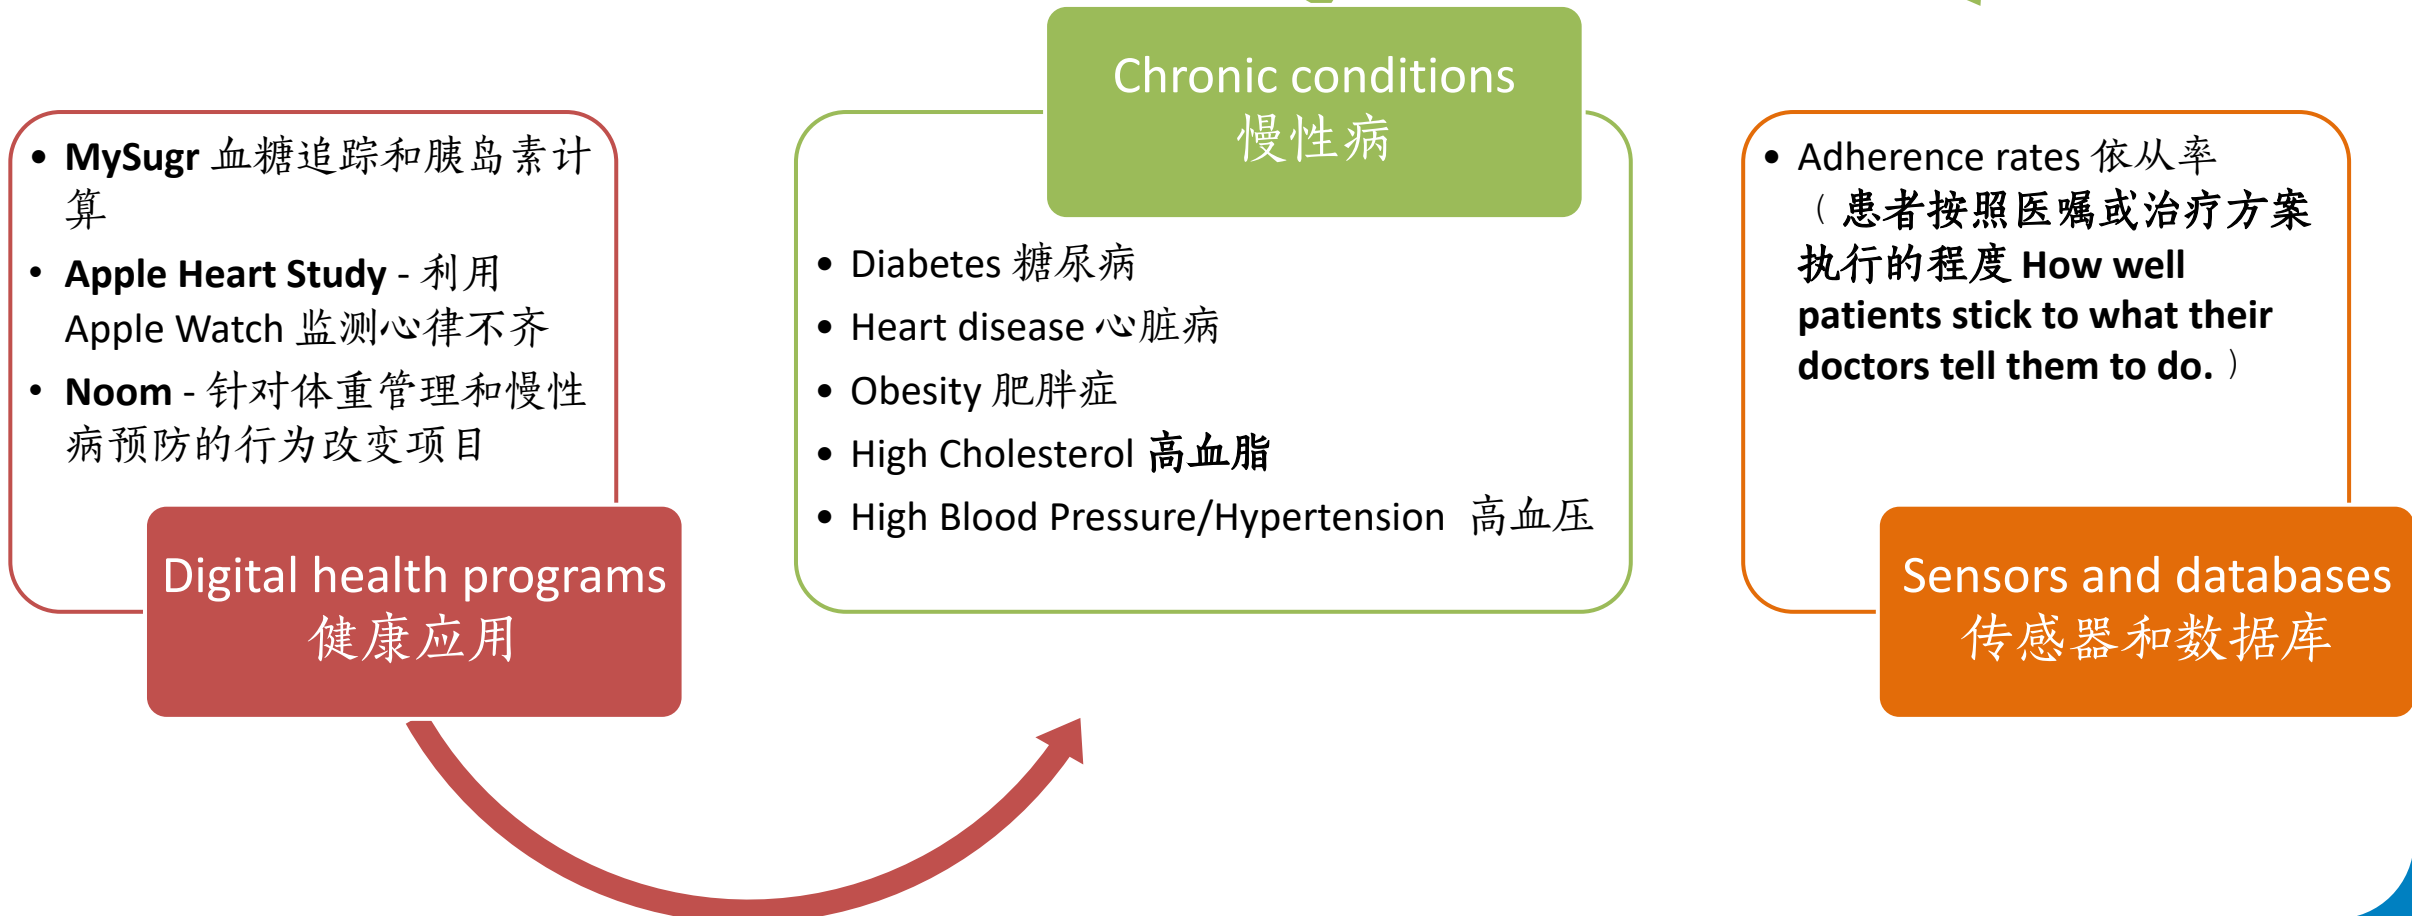 • MySugr 血糖追踪和胰岛素计
算
• Apple Heart Study - 利用
Apple Watch 监测心律不齐
• Noom - 针对体重管理和慢性
病预防的行为改变项目
Digital health programs
健康应用
Chronic conditions
慢性病
• Diabetes 糖尿病
• Heart disease 心脏病
• Obesity 肥胖症
• High Cholesterol 高血脂
• High Blood Pressure/Hypertension 高血压
• Adherence rates 依从率
（患者按照医嘱或治疗方案
执行的程度 How well
patients stick to what their
doctors tell them to do. ）
Sensors and databases
传感器和数据库